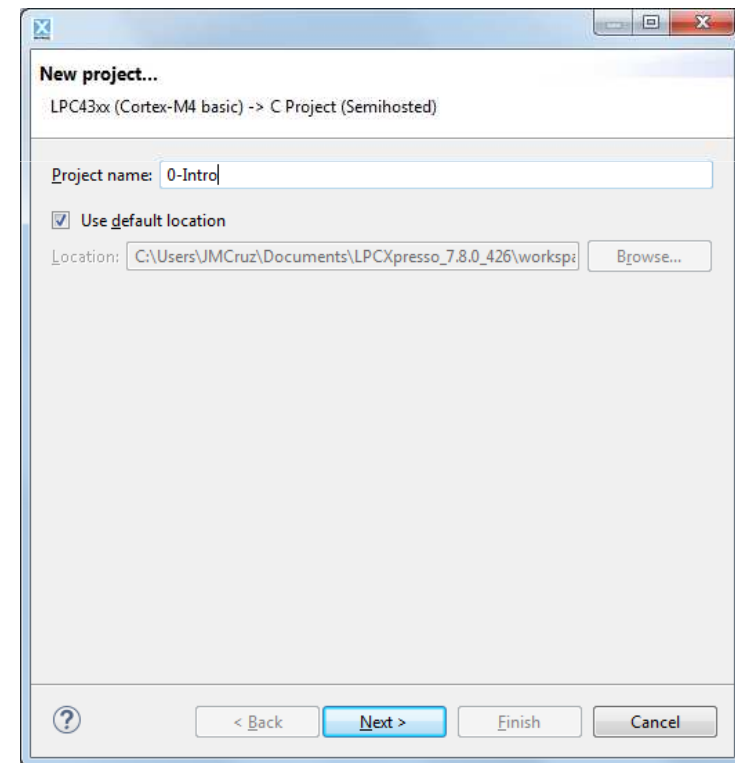 New project...
LPC43xx (Cortex-M4 basic) -> C Project (Semihosted)
Project name: 0-Intro
Use default location
Location: C:\Users\JMCruz\Documents\LPCXpresso_7.8.0_426\workspa Browse...
? < Back Next > Finish Cancel